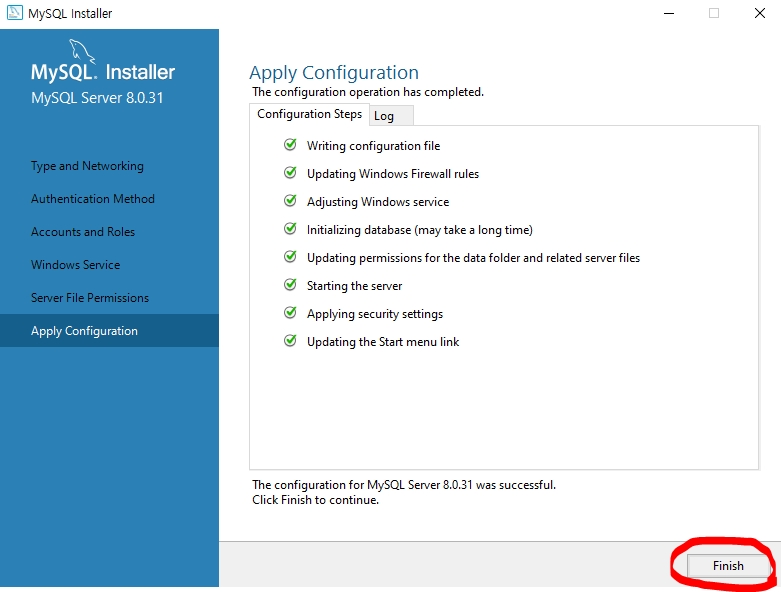 MySQL Installer
MySQL. Installer
MySQL Server 8.0.31
Type and Networking
Authentication Method
Accounts and Roles
Windows Service
Server File Permissions
Apply Configuration
Apply Configuration
The configuration operation has completed.
Configuration Steps Log
Writing configuration file
Updating Windows Firewall rules
Adjusting Windows service
Initializing database (may take a long time)
Updating permissions for the data folder and related server files
Starting the server
Applying security settings
Updating the Start menu link
The configuration for MySQL Server 8.0.31 was successful.
Click Finish to continue.
Finish